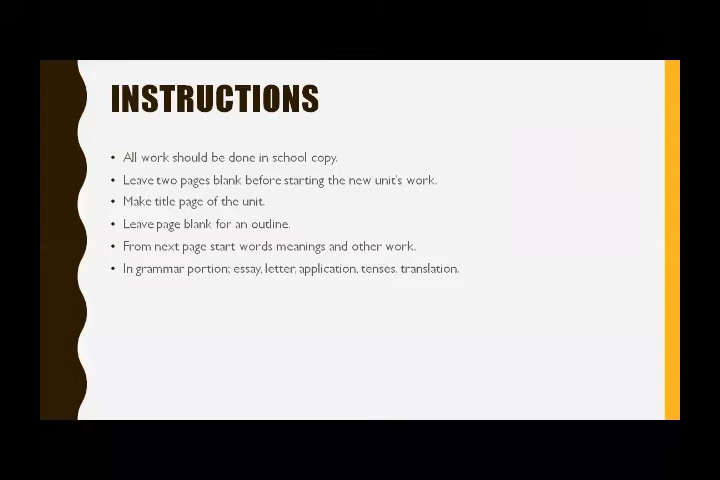 INSTRUCTIONS
• All work should be done in school copy.
• Leave two pages blank before starting the new unit's work.
• Make title page of the unit.
• Leave page blank for an outline.
• From next page start words meanings and other work.
• In grammar portion; essay, letter, application, tenses. translation.